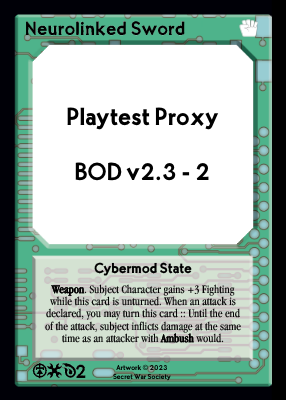 Neurolinked Sword
Playtest Proxy
BOD v2.3 - 2
Cybermod State
Weapon. Subject Character gains +3 Fighting
while this card is unturned. When an attack is
declared, you may turn this card :: Until the end
of the attack, subject inflicts damage at the same
time as an attacker with Ambush would.
2
Artwork © 2023
Secret War Society